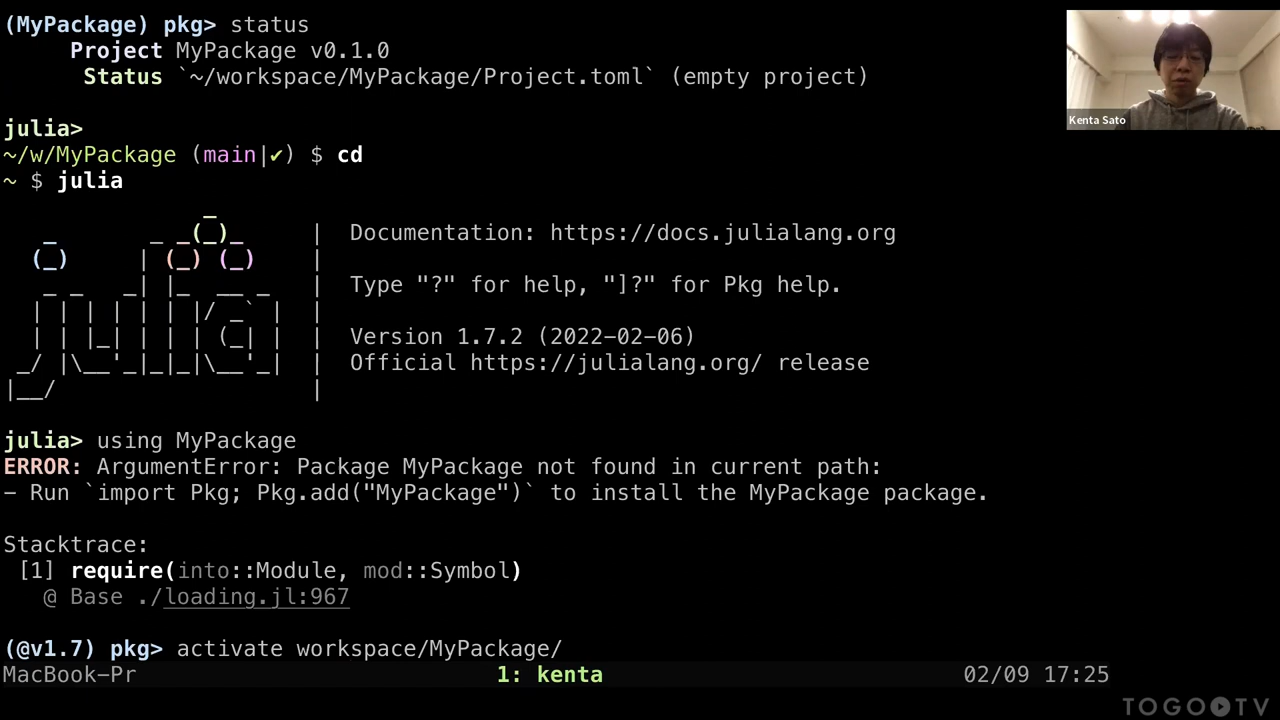 (MyPackage) pkg> status
Project MyPackage v0.1.0
Status `~/workspace/MyPackage/Project.toml` (empty project)
julia>
~/w/MyPackage (main|✔) $ cd
~ $ julia
               _
   _       _ _(_)_     |  Documentation: https://docs.julialang.org
  (_)     | (_) (_)    |
   _ _   _| |_  __ _   |  Type "?" for help, "]?" for Pkg help.
  | | | | | | |/ _` |  |
  | | |_| | | | (_| |  |  Version 1.7.2 (2022-02-06)
 _/ |\__'_|_|_|\__'_|  |  Official https://julialang.org/ release
|__/                   |
julia> using MyPackage
ERROR: ArgumentError: Package MyPackage not found in current path:
- Run `import Pkg; Pkg.add("MyPackage")` to install the MyPackage package.
Stacktrace:
[1] require(into::Module, mod::Symbol)
@ Base ./loading.jl:967
(@v1.7) pkg> activate workspace/MyPackage/
MacBook-Pr 1: kenta 02/09 17:25
Kenta Sato
TOGO TV